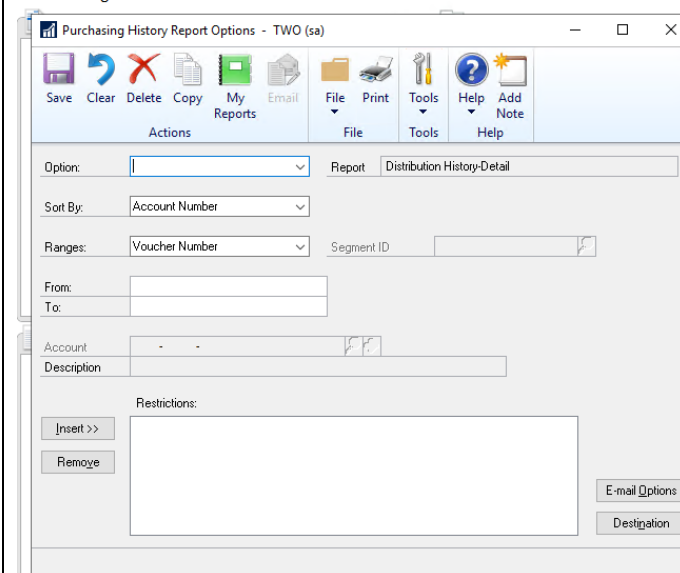 Purchasing History Report Options - TWO (sa)
Save Clear Delete Copy My Reports Email File Print Tools Help Add Note
Actions File Tools Help
Option: Report Distribution History-Detail
Sort By: Account Number
Ranges: Voucher Number Segment ID
From:
To:
Account - -
Description
Restrictions:
Insert >>
Remove
E-mail Options
Destination